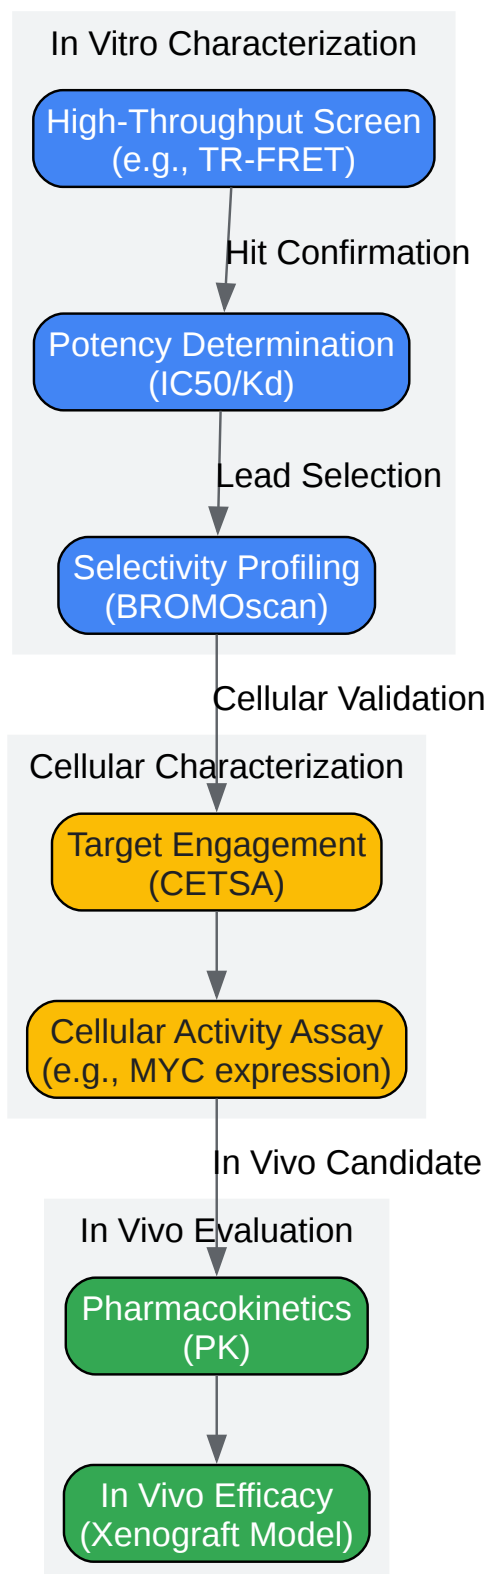 In Vitro Characterization
High-Throughput Screen
(e.g., TR-FRET)
Hit Confirmation
Potency Determination
(IC50/Kd)
Lead Selection
Selectivity Profiling
(BROMOscan)
Cellular Validation
Cellular Characterization
Target Engagement
(CETSA)
Cellular Activity Assay
(e.g., MYC expression)
In Vivo Candidate
In Vivo Evaluation
Pharmacokinetics
(PK)
In Vivo Efficacy
(Xenograft Model)